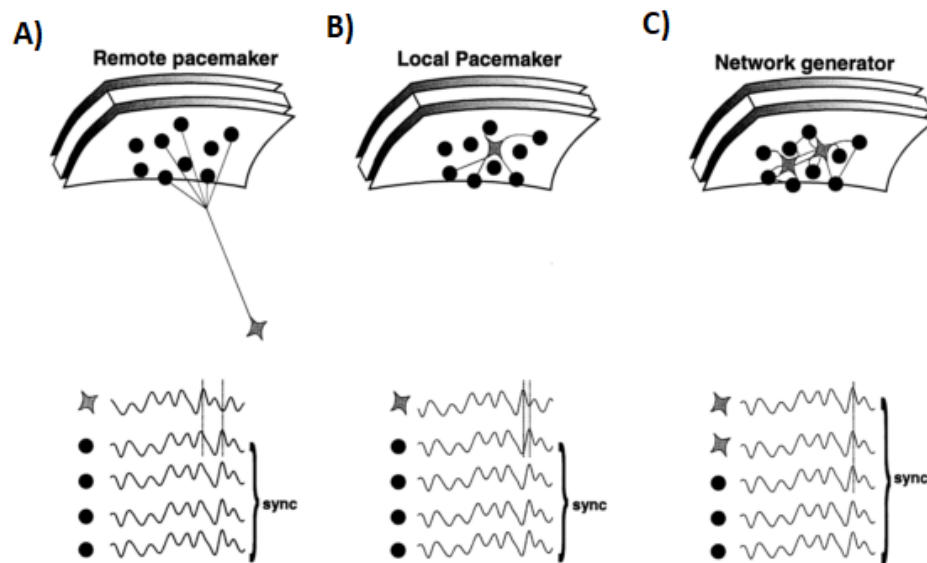 A)
Remote pacemaker
B)
Local Pacemaker
C)
Network generator
sync
sync
sync